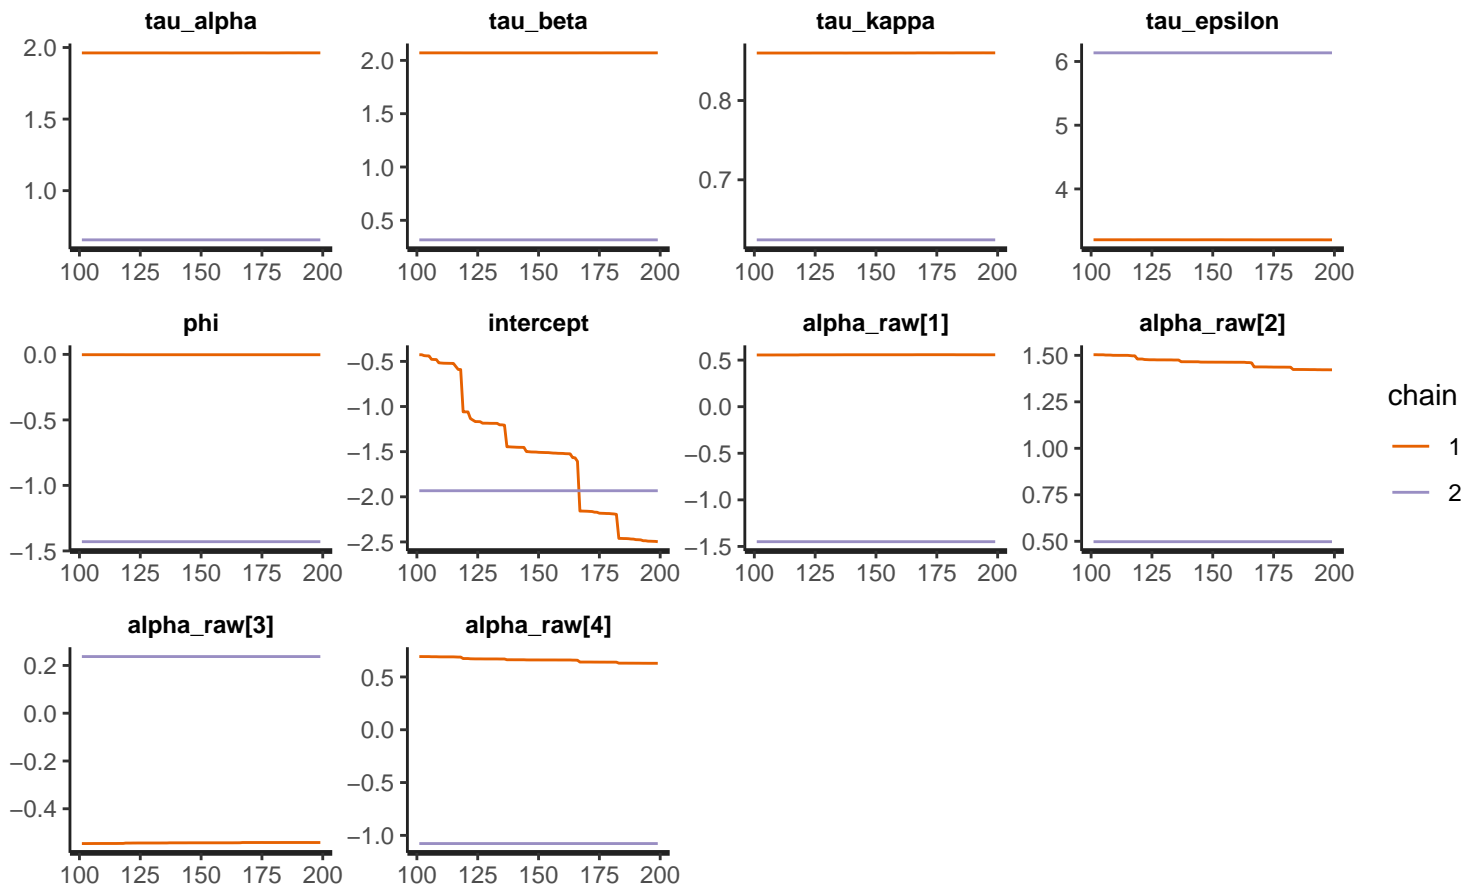 tau_alpha
2.0
1.5
1.0
100 125 150 175 200
tau_beta
2.0
1.5
1.0
0.5
100 125 150 175 200
tau_kappa
0.8
0.7
100 125 150 175 200
tau_epsilon
6
5
4
100 125 150 175 200
phi
0.0
−0.5
−1.0
−1.5
100 125 150 175 200
intercept
−0.5
−1.0
−1.5
−2.0
−2.5
100 125 150 175 200
alpha_raw[1]
0.5
0.0
−0.5
−1.0
−1.5
100 125 150 175 200
alpha_raw[2]
1.50
1.25
1.00
0.75
0.50
100 125 150 175 200
alpha_raw[3]
0.2
0.0
−0.2
−0.4
100 125 150 175 200
alpha_raw[4]
0.5
0.0
−0.5
−1.0
100 125 150 175 200
chain
1
2